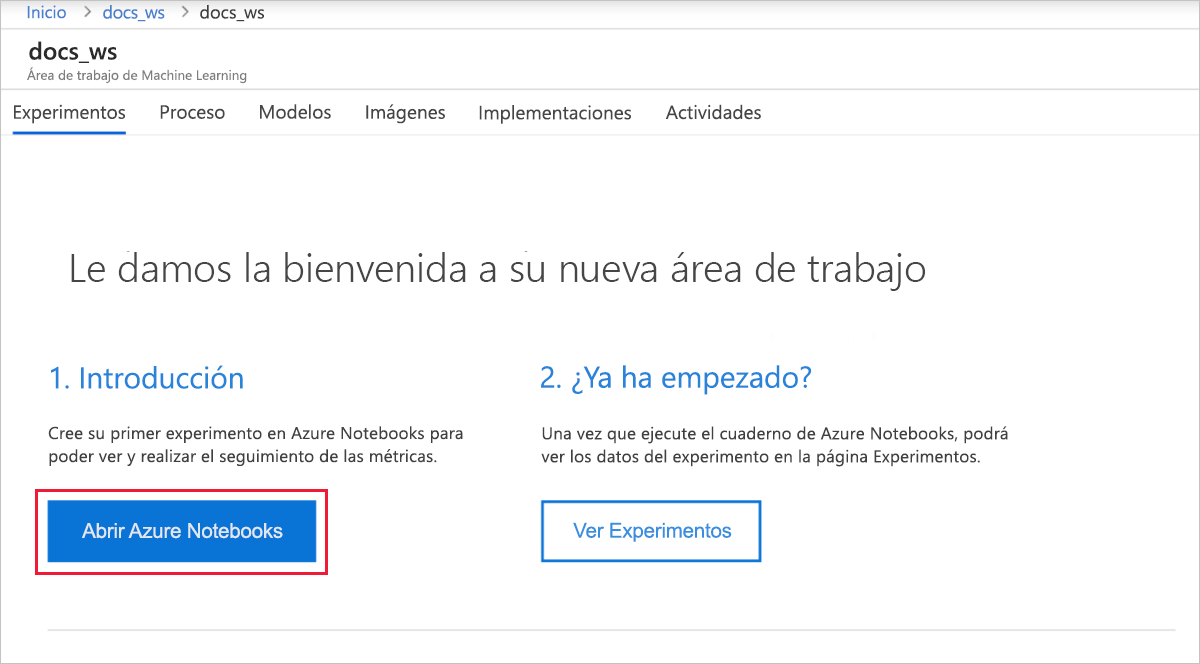 Inicio > docs_ws > docs_ws
docs_ws
Área de trabajo de Machine Learning
Experimentos Proceso Modelos Imágenes Implementaciones Actividades
Le damos la bienvenida a su nueva área de trabajo
1. Introducción
Cree su primer experimento en Azure Notebooks para
poder ver y realizar el seguimiento de las métricas.
Abrir Azure Notebooks
2. ¿Ya ha empezado?
Una vez que ejecute el cuaderno de Azure Notebooks, podrá
ver los datos del experimento en la página Experimentos.
Ver Experimentos